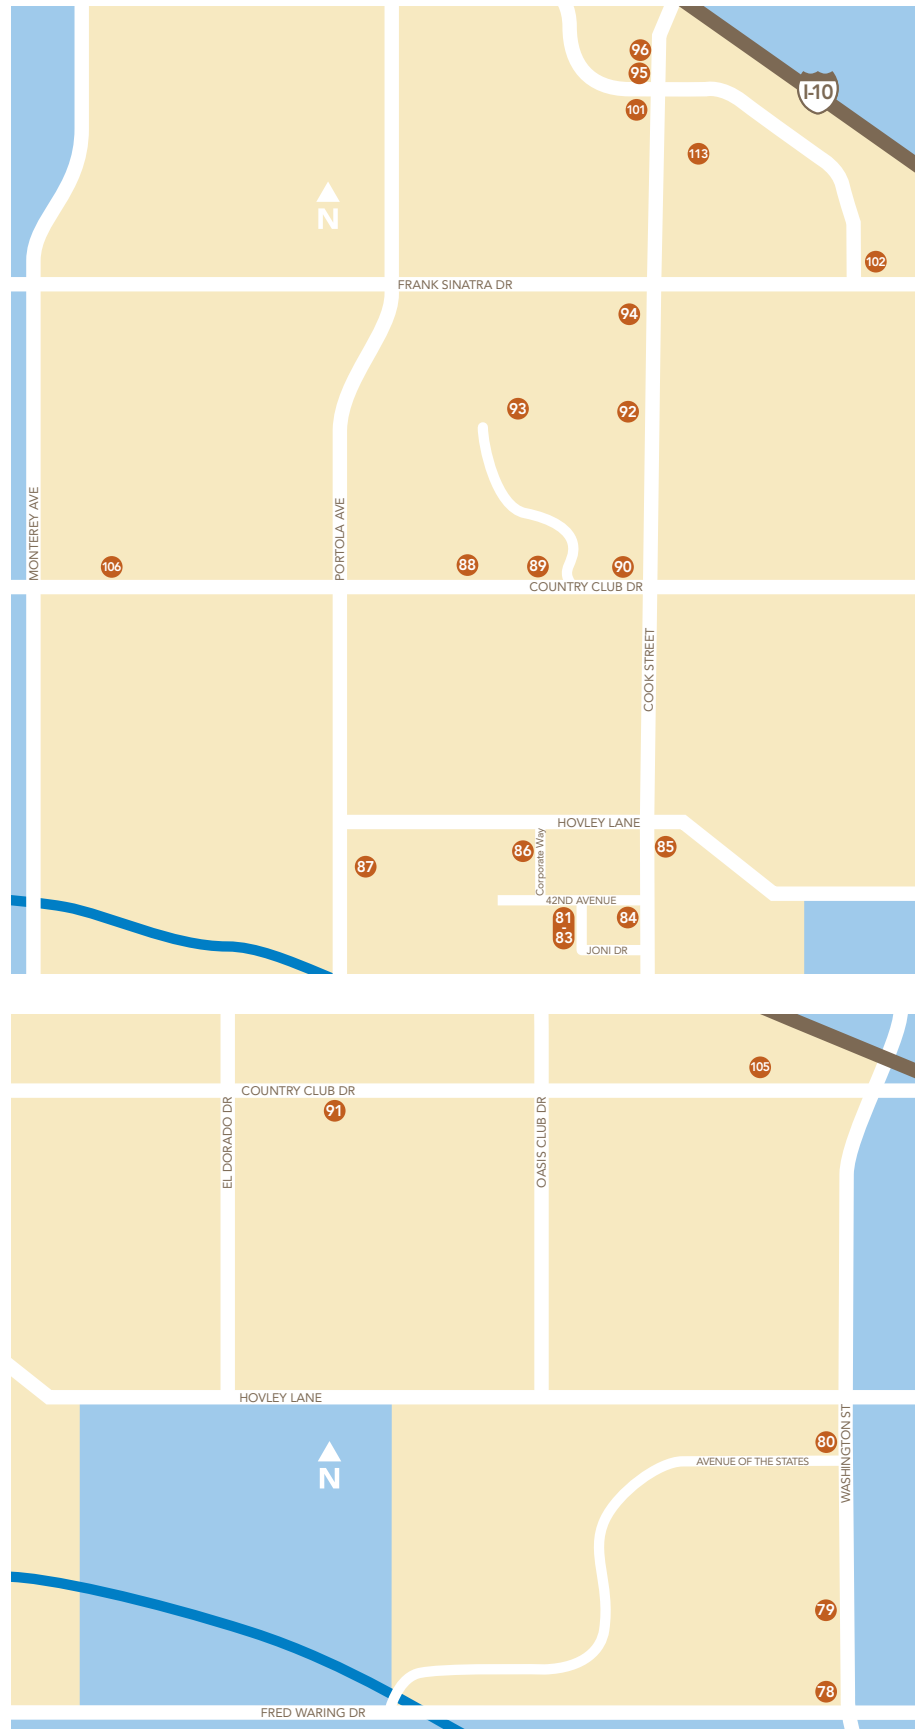 96
95
I-10
101
113
N
102
FRANK SINATRA DR
94
93
92
MONTEREY AVE
PORTOLA AVE
106
88
89
90
COUNTRY CLUB DR
COOK STREET
HOVLEY LANE
85
86
Corporate Way
87
42ND AVENUE
81
-
83
84
JONI DR
105
COUNTRY CLUB DR
91
EL DORADO DR
OASIS CLUB DR
HOVLEY LANE
WASHINGTON ST
80
N
AVENUE OF THE STATES
79
78
FRED WARING DR